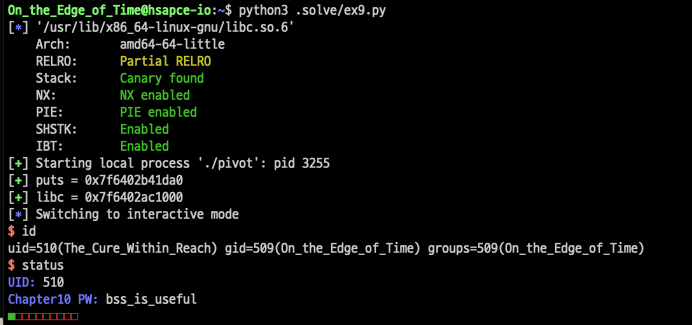 On_the_Edge_of_Time@hsapce-io:~$ python3 .solve/ex9.py
[*] '/usr/lib/x86_64-linux-gnu/libc.so.6'
Arch: amd64-64-little
RELRO: Partial RELRO
Stack: Canary found
NX: NX enabled
PIE: PIE enabled
SHSTK: Enabled
IBT: Enabled
[+] Starting local process './pivot': pid 3255
[+] puts = 0x7f6402b41da0
[+] libc = 0x7f6402ac1000
[*] Switching to interactive mode
$ id
uid=510(The_Cure_Within_Reach) gid=509(On_the_Edge_of_Time) groups=509(On_the_Edge_of_Time)
$ status
UID: 510
Chapter10 PW: bss_is_useful